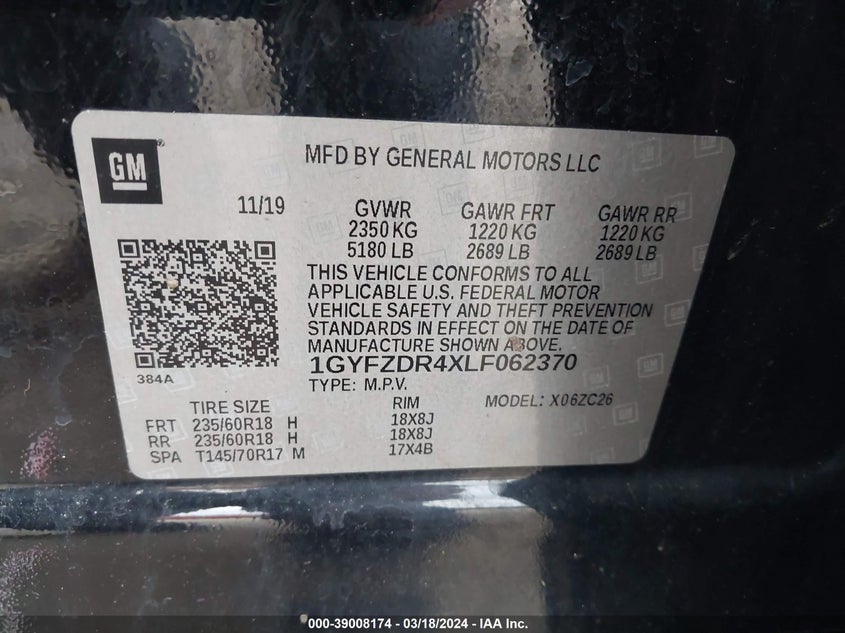 GM
MFD BY GENERAL MOTORS LLC
11/19 GVWR GAWR FRT GAWR RR
2350 KG 1220 KG 1220 KG
5180 LB 2689 LB 2689 LB
THIS VEHICLE CONFORMS TO ALL
APPLICABLE U.S. FEDERAL MOTOR
VEHICLE SAFETY AND THEFT PREVENTION
STANDARDS IN EFFECT ON THE DATE OF
MANUFACTURE SHOWN ABOVE.
384A
1GYFZDR4XLF062370
TYPE: M.P.V. MODEL: X06ZC26
TIRE SIZE RIM
FRT 235/60R18 H 18X8J
RR 235/60R18 H 18X8J
SPA T145/70R17 M 17X4B
000-39008174 / 03/18/2024 - IAA Inc.